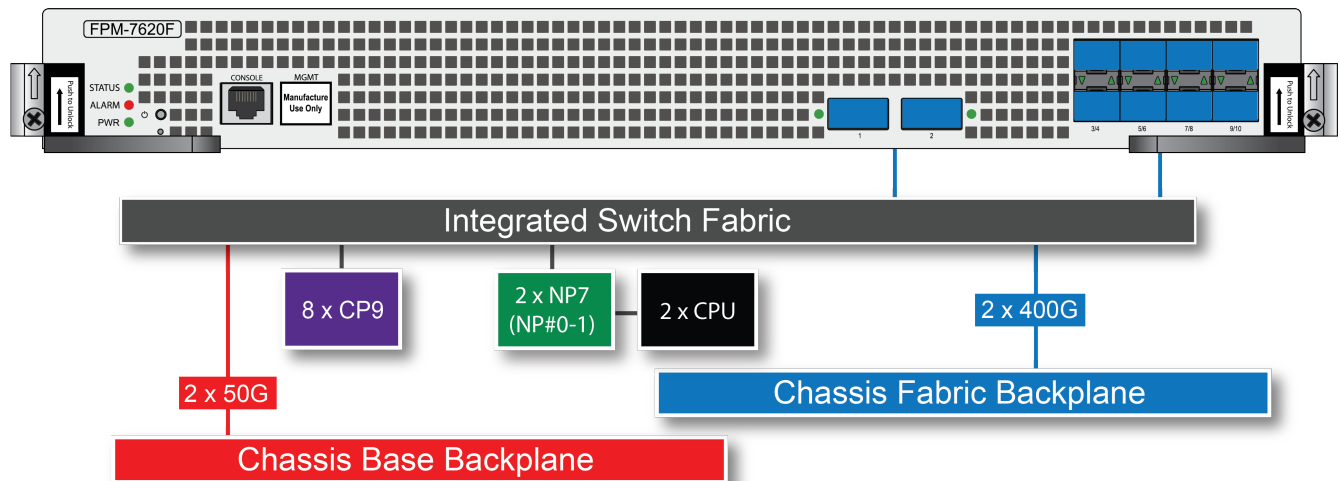 FPM-7620F
Push to Unlock
STATUS
ALARM
PWR
CONSOLE
MGMT
Manufacture
Use Only
1
2
3/4
5/6
7/8
9/10
Push to Unlock
Integrated Switch Fabric
8 x CP9
2 x NP7
(NP#0-1)
2 x CPU
2 x 400G
2 x 50G
Chassis Fabric Backplane
Chassis Base Backplane